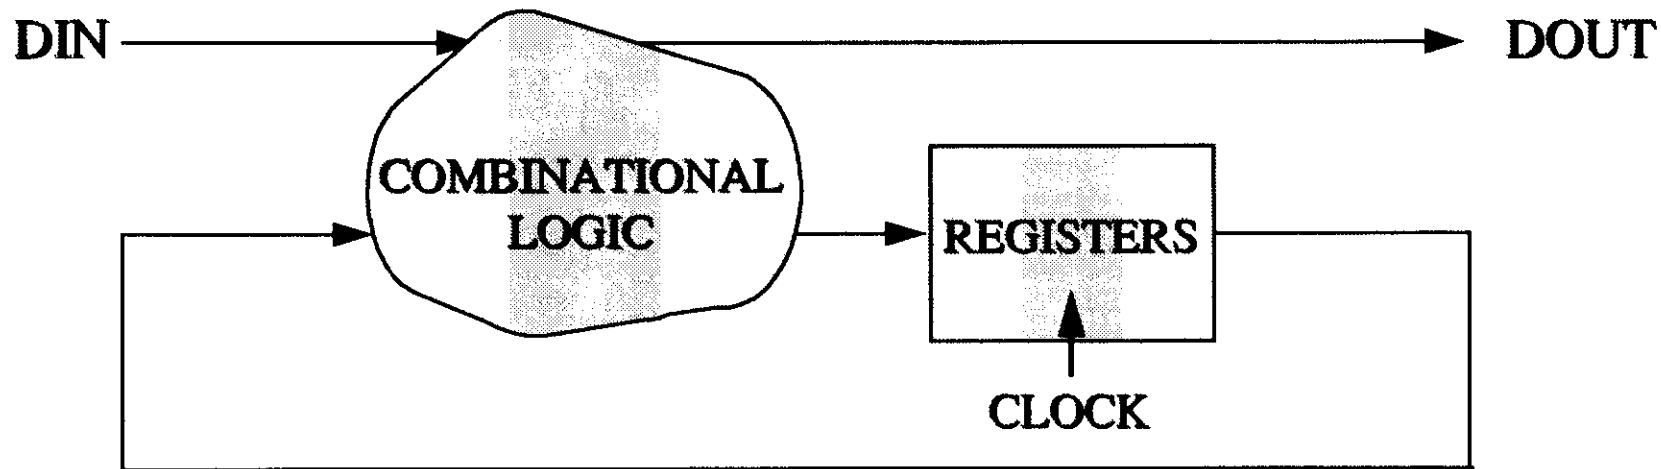 DIN
DOUT
COMBINATIONAL
LOGIC
REGISTERS
CLOCK